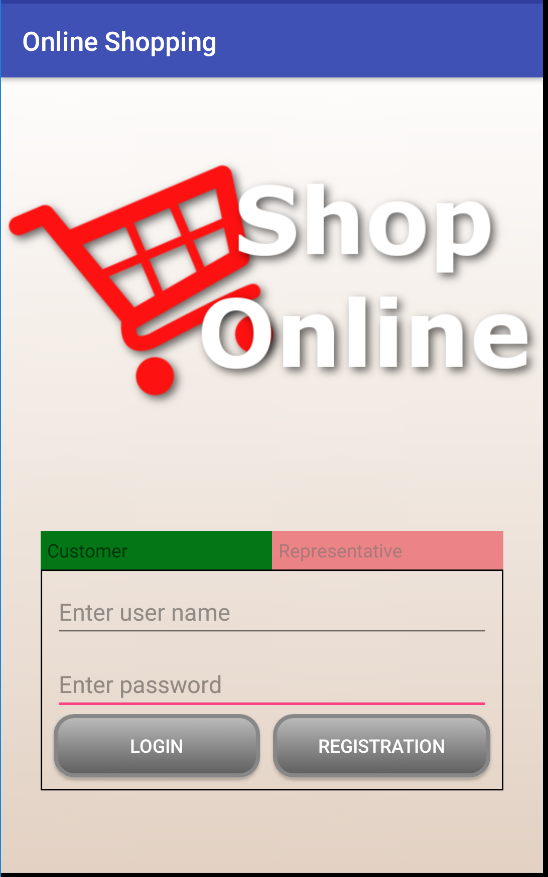 Online Shopping
Shop
Online
Customer Representative
Enter user name
Enter password
LOGIN REGISTRATION